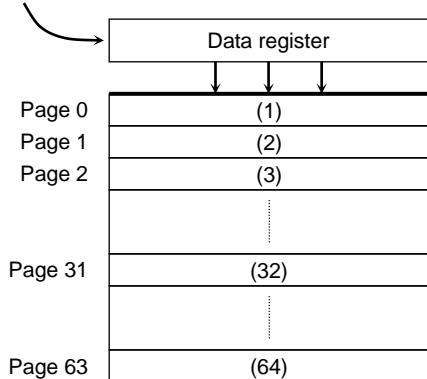 Data register
Page 0 (1)
Page 1 (2)
Page 2 (3)
Page 31 (32)
Page 63 (64)